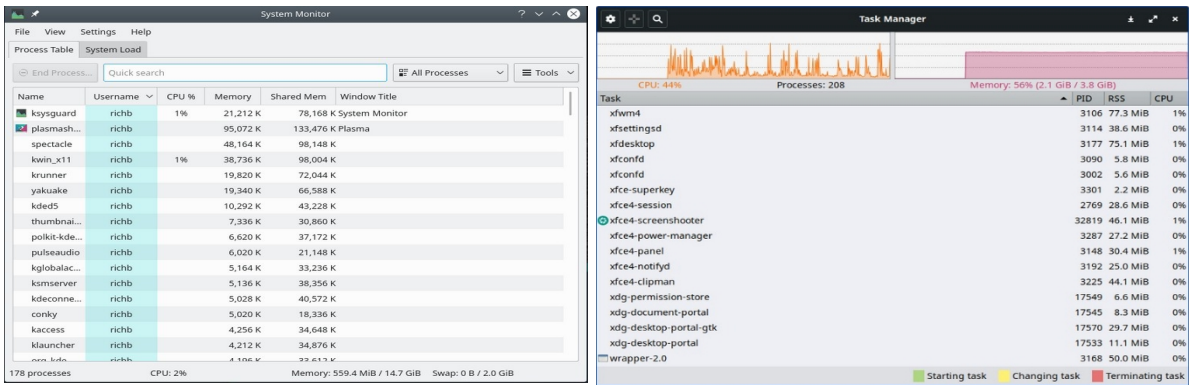 System Monitor
File View Settings Help
Process Table System Load
End Process... Quick search All Processes Tools
Name Username CPU % Memory Shared Mem Window Title
ksysguard richb 1% 21,212 K 78,168 K System Monitor
plasmash... richb 95,072 K 133,476 K Plasma
spectacle richb 48,164 K 98,148 K
kwin_x11 richb 1% 38,736 K 98,004 K
krunner richb 19,820 K 72,044 K
yakuake richb 19,340 K 66,588 K
kded5 richb 10,292 K 43,228 K
thumbnai... richb 7,336 K 30,860 K
polkit-kde... richb 6,620 K 37,172 K
pulseaudio richb 6,020 K 21,148 K
kglobalac... richb 5,164 K 33,236 K
ksmserver richb 5,136 K 38,356 K
kdeconne... richb 5,028 K 40,572 K
conky richb 5,020 K 18,336 K
kaccess richb 4,256 K 34,648 K
klauncher richb 4,212 K 34,876 K
richb
178 processes CPU: 2% Memory: 559.4 MiB / 14.7 GiB Swap: 0 B / 2.0 GiB
Task Manager
CPU: 44% Processes: 208 Memory: 56% (2.1 GiB / 3.8 GiB)
Task PID RSS CPU
xfwm4 3106 77.3 MiB 1%
xfsettingsd 3114 38.6 MiB 0%
xfdesktop 3177 75.1 MiB 1%
xfconfd 3090 5.8 MiB 0%
xfconfd 3002 5.6 MiB 0%
xfce-superkey 3301 2.2 MiB 0%
xfce4-session 2769 28.6 MiB 0%
xfce4-screenshooter 32819 46.1 MiB 1%
xfce4-power-manager 3287 27.2 MiB 0%
xfce4-panel 3148 30.4 MiB 1%
xfce4-notifyd 3192 25.0 MiB 0%
xfce4-clipman 3225 44.1 MiB 0%
xdg-permission-store 17549 6.6 MiB 0%
xdg-document-portal 17545 8.3 MiB 0%
xdg-desktop-portal-gtk 17570 29.7 MiB 0%
xdg-desktop-portal 17533 11.1 MiB 0%
wrapper-2.0 3168 50.0 MiB 0%
Starting task Changing task Terminating task